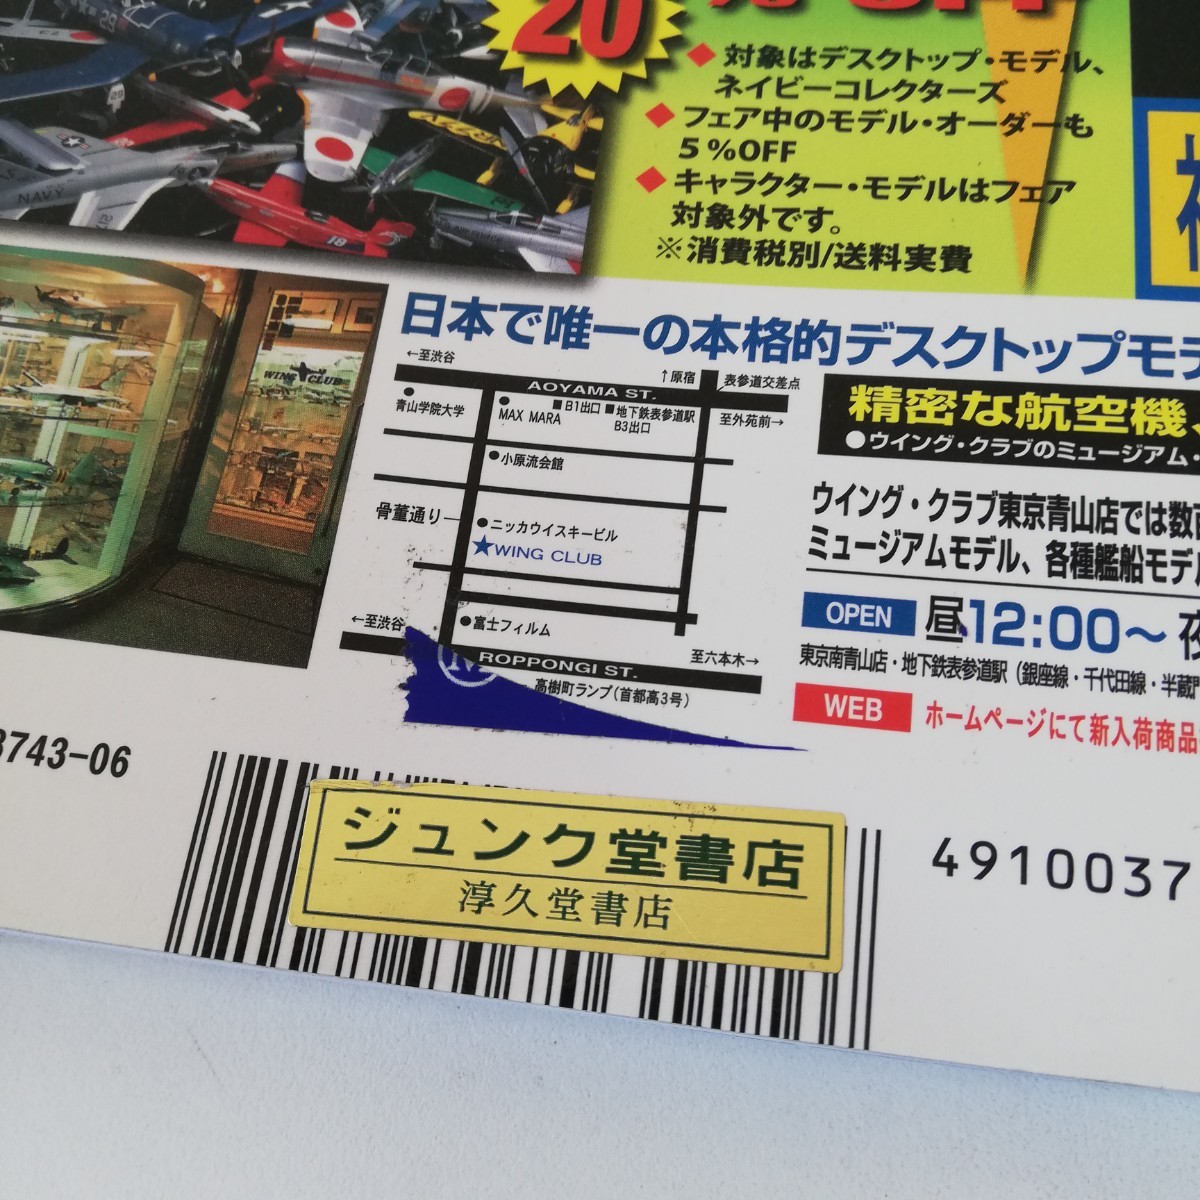 20
OFF
◆対象はデスクトップ・モデル、
ネイビーコレクターズ
◆フェア中のモデル・オーダーも
5%OFF
◆キャラクター・モデルはフェア
対象外です。
※消費税別/送料実費
NAVY
18
29
WING CLUB
日本で唯一の本格的デスクトップモデ
←至渋谷
↑原宿
表参道交差点
AOYAMA ST.
●青山学院大学
●MAX MARA
■B1出口
■地下鉄表参道駅
B3出口
至外苑前→
●小原流会館
骨董通り
●ニッカウイスキービル
★WING CLUB
●富士フィルム
←至渋谷
ROPPONGI ST.
至六本木→
高樹町ランプ(首都高3号)
精密な航空機、
●ウイング・クラブのミュージアム・
ウイング・クラブ東京青山店では数百
ミュージアムモデル、各種艦船モデル
OPEN 昼12:00～夜
東京南青山店・地下鉄表参道駅(銀座線・千代田線・半蔵門
WEB ホームページにて新入荷商品
3743-06
ジュンク堂書店
淳久堂書店
4910037